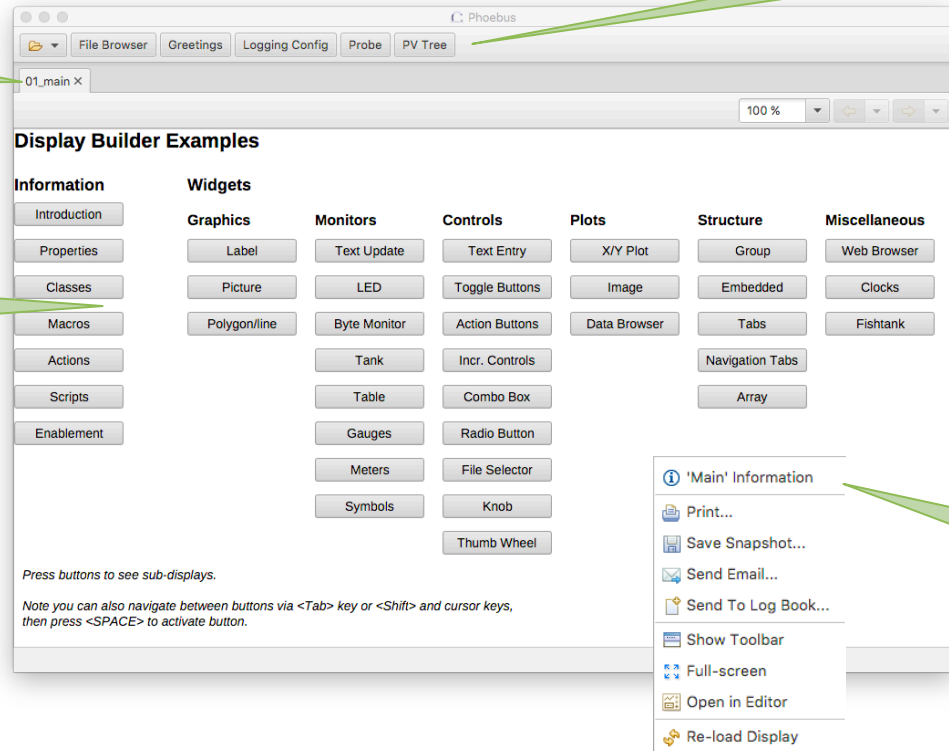 Phoebus
File Browser Greetings Logging Config Probe PV Tree
01_main ×
100 %
Display Builder Examples
Information Widgets
Introduction Graphics Monitors Controls Plots Structure Miscellaneous
Properties Label Text Update Text Entry X/Y Plot Group Web Browser
Classes Picture LED Toggle Buttons Image Embedded Clocks
Macros Polygon/line Byte Monitor Action Buttons Data Browser Tabs Fishtank
Actions Tank Incr. Controls Navigation Tabs
Scripts Table Combo Box Array
Enablement Gauges Radio Button
Meters File Selector
Symbols Knob
Thumb Wheel
Press buttons to see sub-displays.
Note you can also navigate between buttons via <Tab> key or <Shift> and cursor keys,
then press <SPACE> to activate button.
'Main' Information
Print...
Save Snapshot...
Send Email...
Send To Log Book...
Show Toolbar
Full-screen
Open in Editor
Re-load Display